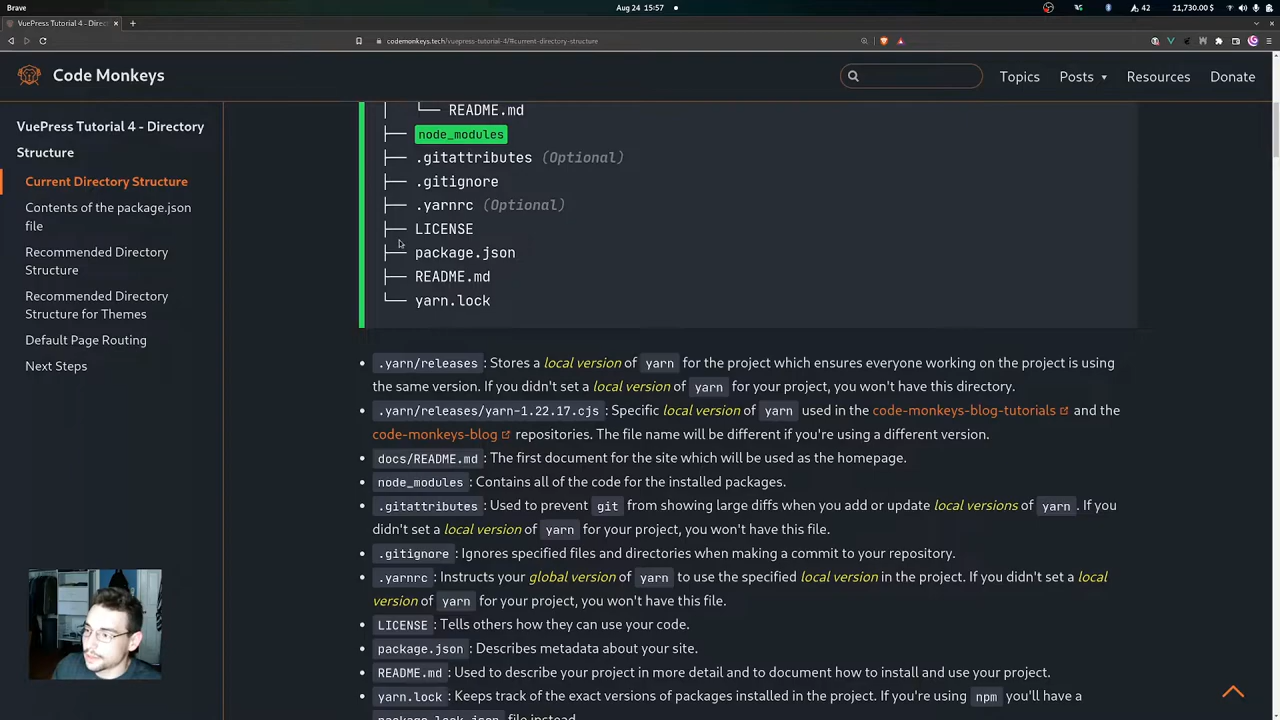 Brave
Aug 24 15:57
42
21,730.00 $
VuePress Tutorial 4 - Direc
codemonkeys.tech/vuepress-tutorial-4/#current-directory-structure
Code Monkeys
Topics
Posts
Resources
Donate
VuePress Tutorial 4 - Directory
Structure
Current Directory Structure
Contents of the package.json
file
Recommended Directory
Structure
Recommended Directory
Structure for Themes
Default Page Routing
Next Steps
│   └── README.md
├── node_modules
├── .gitattributes (Optional)
├── .gitignore
├── .yarnrc (Optional)
├── LICENSE
├── package.json
├── README.md
└── yarn.lock
• .yarn/releases: Stores a local version of yarn for the project which ensures everyone working on the project is using
the same version. If you didn't set a local version of yarn for your project, you won't have this directory.
• .yarn/releases/yarn-1.22.17.cjs: Specific local version of yarn used in the code-monkeys-blog-tutorials and the
code-monkeys-blog repositories. The file name will be different if you're using a different version.
• docs/README.md: The first document for the site which will be used as the homepage.
• node_modules: Contains all of the code for the installed packages.
• .gitattributes: Used to prevent git from showing large diffs when you add or update local versions of yarn. If you
didn't set a local version of yarn for your project, you won't have this file.
• .gitignore: Ignores specified files and directories when making a commit to your repository.
• .yarnrc: Instructs your global version of yarn to use the specified local version in the project. If you didn't set a local
version of yarn for your project, you won't have this file.
• LICENSE: Tells others how they can use your code.
• package.json: Describes metadata about your site.
• README.md: Used to describe your project in more detail and to document how to install and use your project.
• yarn.lock: Keeps track of the exact versions of packages installed in the project. If you're using npm you'll have a
package-lock.json file instead.